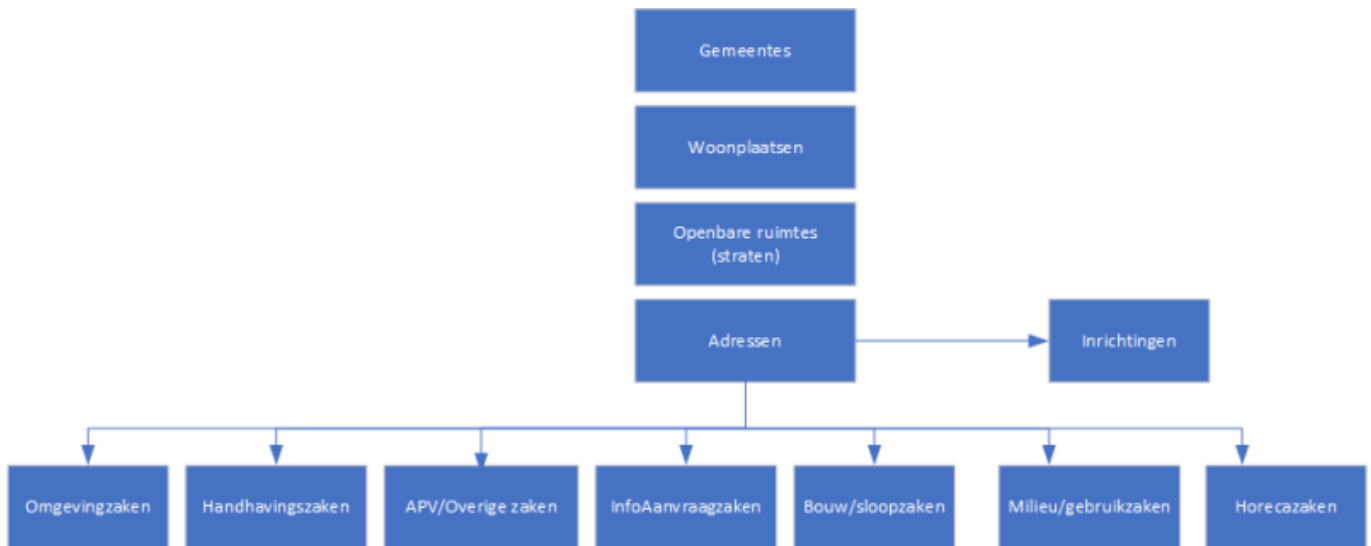 Gemeentes
Woonplaatsen
Openbare ruimtes
(straten)
Adressen
Inrichtingen
Omgevingzaken
Handhavingszaken
APV/Overige zaken
InfoAanvraagzaken
Bouw/sloopzaken
Milieu/gebruikzaken
Horecazaken